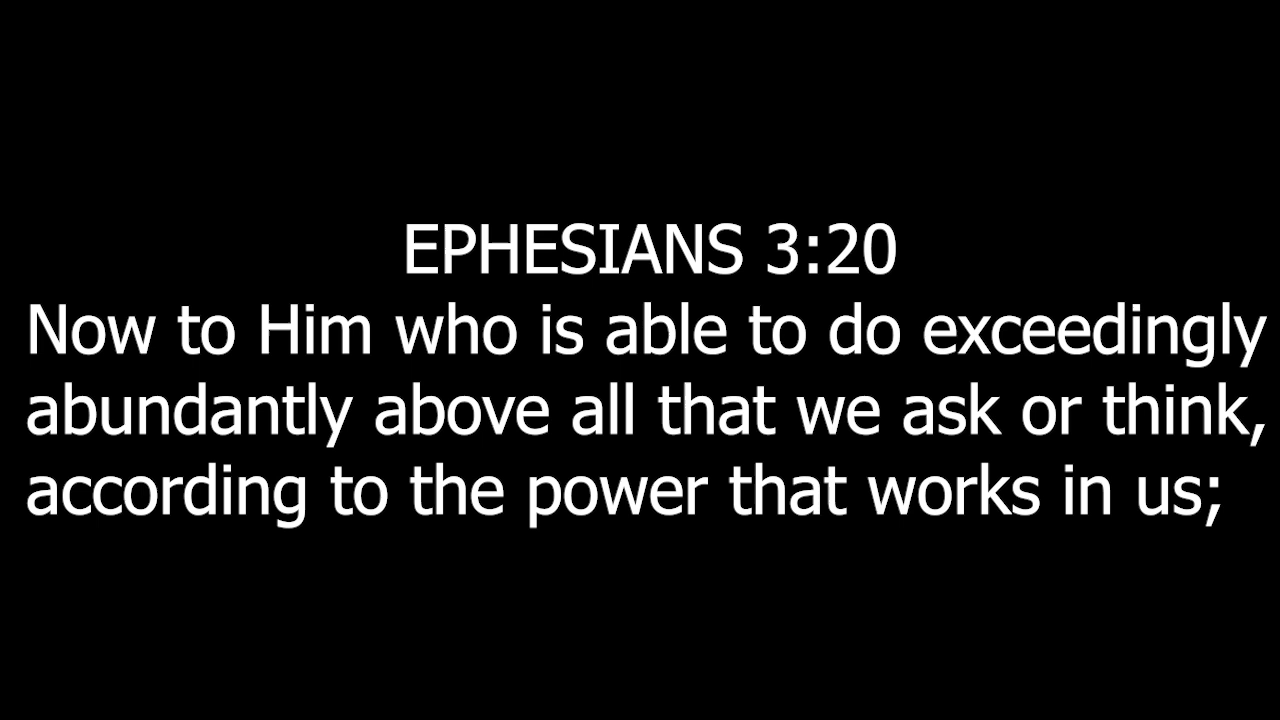 EPHESIANS 3:20
Now to Him who is able to do exceedingly
abundantly above all that we ask or think,
according to the power that works in us;